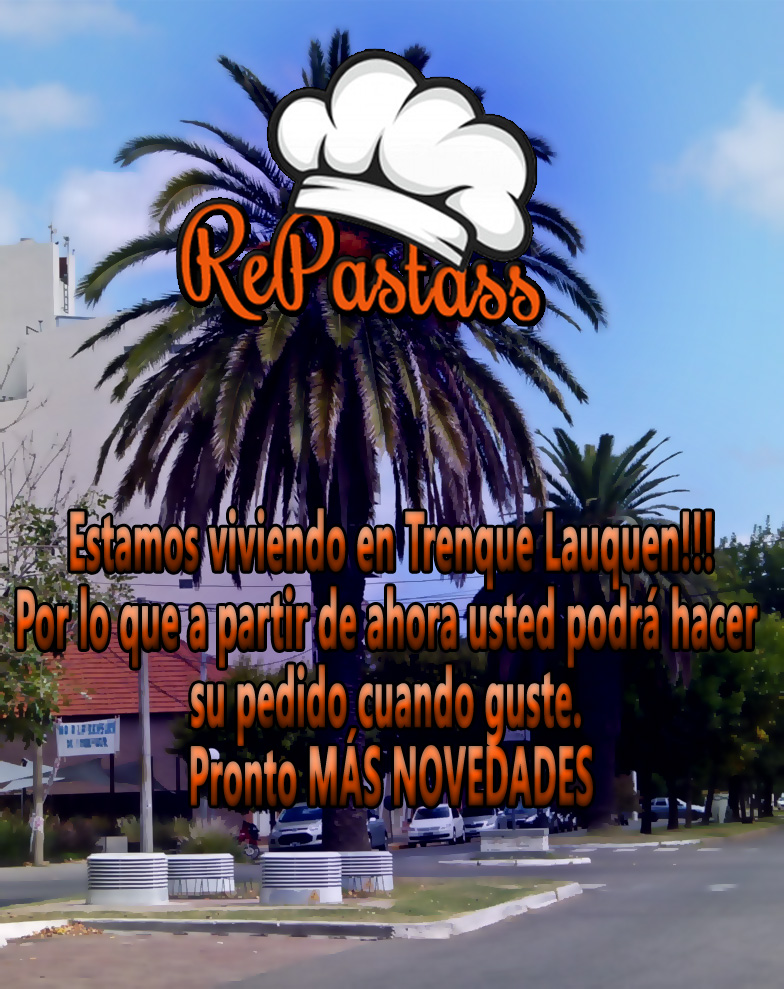 RePastass
Estamos viviendo en Trenque Lauquen!!!
Por lo que a partir de ahora usted podrá hacer
su pedido cuando guste.
Pronto MÁS NOVEDADES